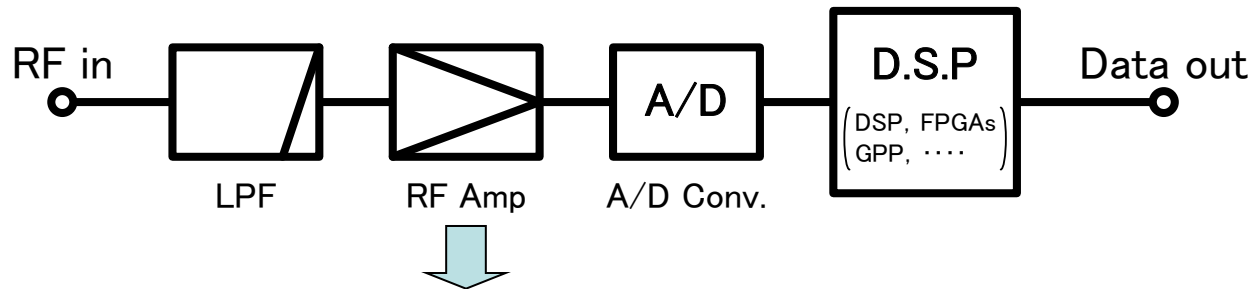 RF in
LPF
RF Amp
A/D
A/D Conv.
D.S.P
(DSP, FPGAs
GPP, ････)
Data out